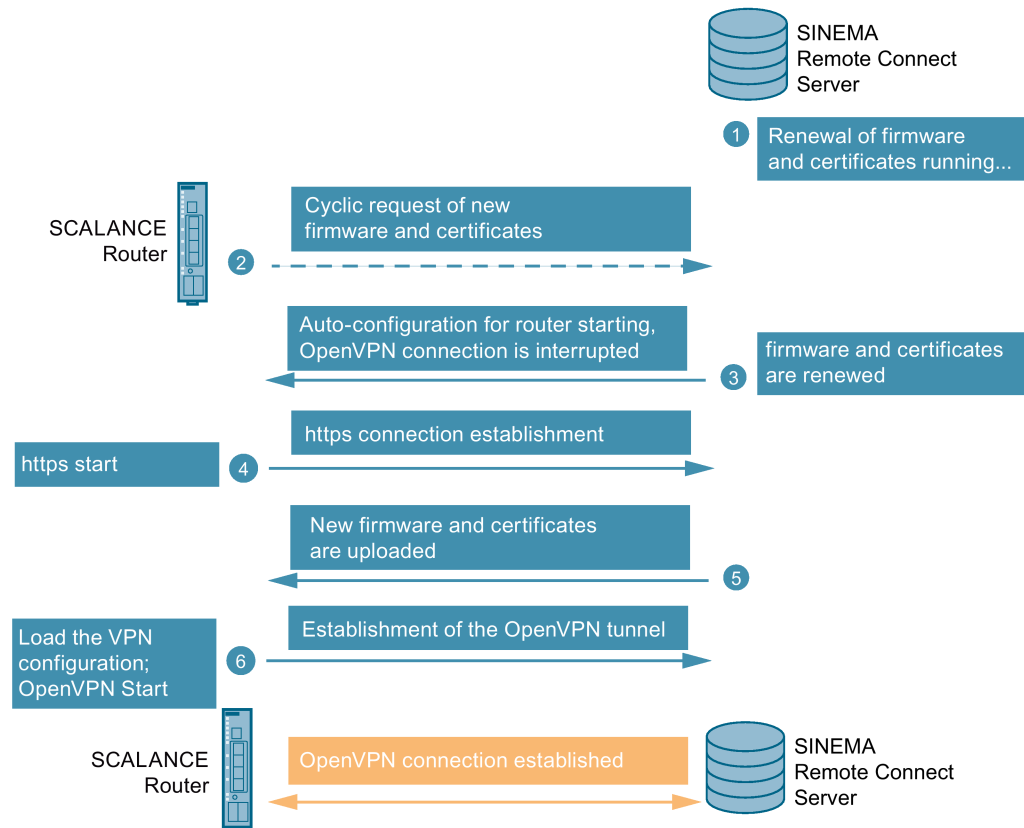 SINEMA
Remote Connect
Server
1
Renewal of firmware
and certificates running...
SCALANCE
Router
2
Cyclic request of new
firmware and certificates
Auto-configuration for router starting,
OpenVPN connection is interrupted
3
firmware and certificates
are renewed
https start
4
https connection establishment
New firmware and certificates
are uploaded
5
Load the VPN
configuration;
OpenVPN Start
6
Establishment of the OpenVPN tunnel
SCALANCE
Router
OpenVPN connection established
SINEMA
Remote Connect
Server